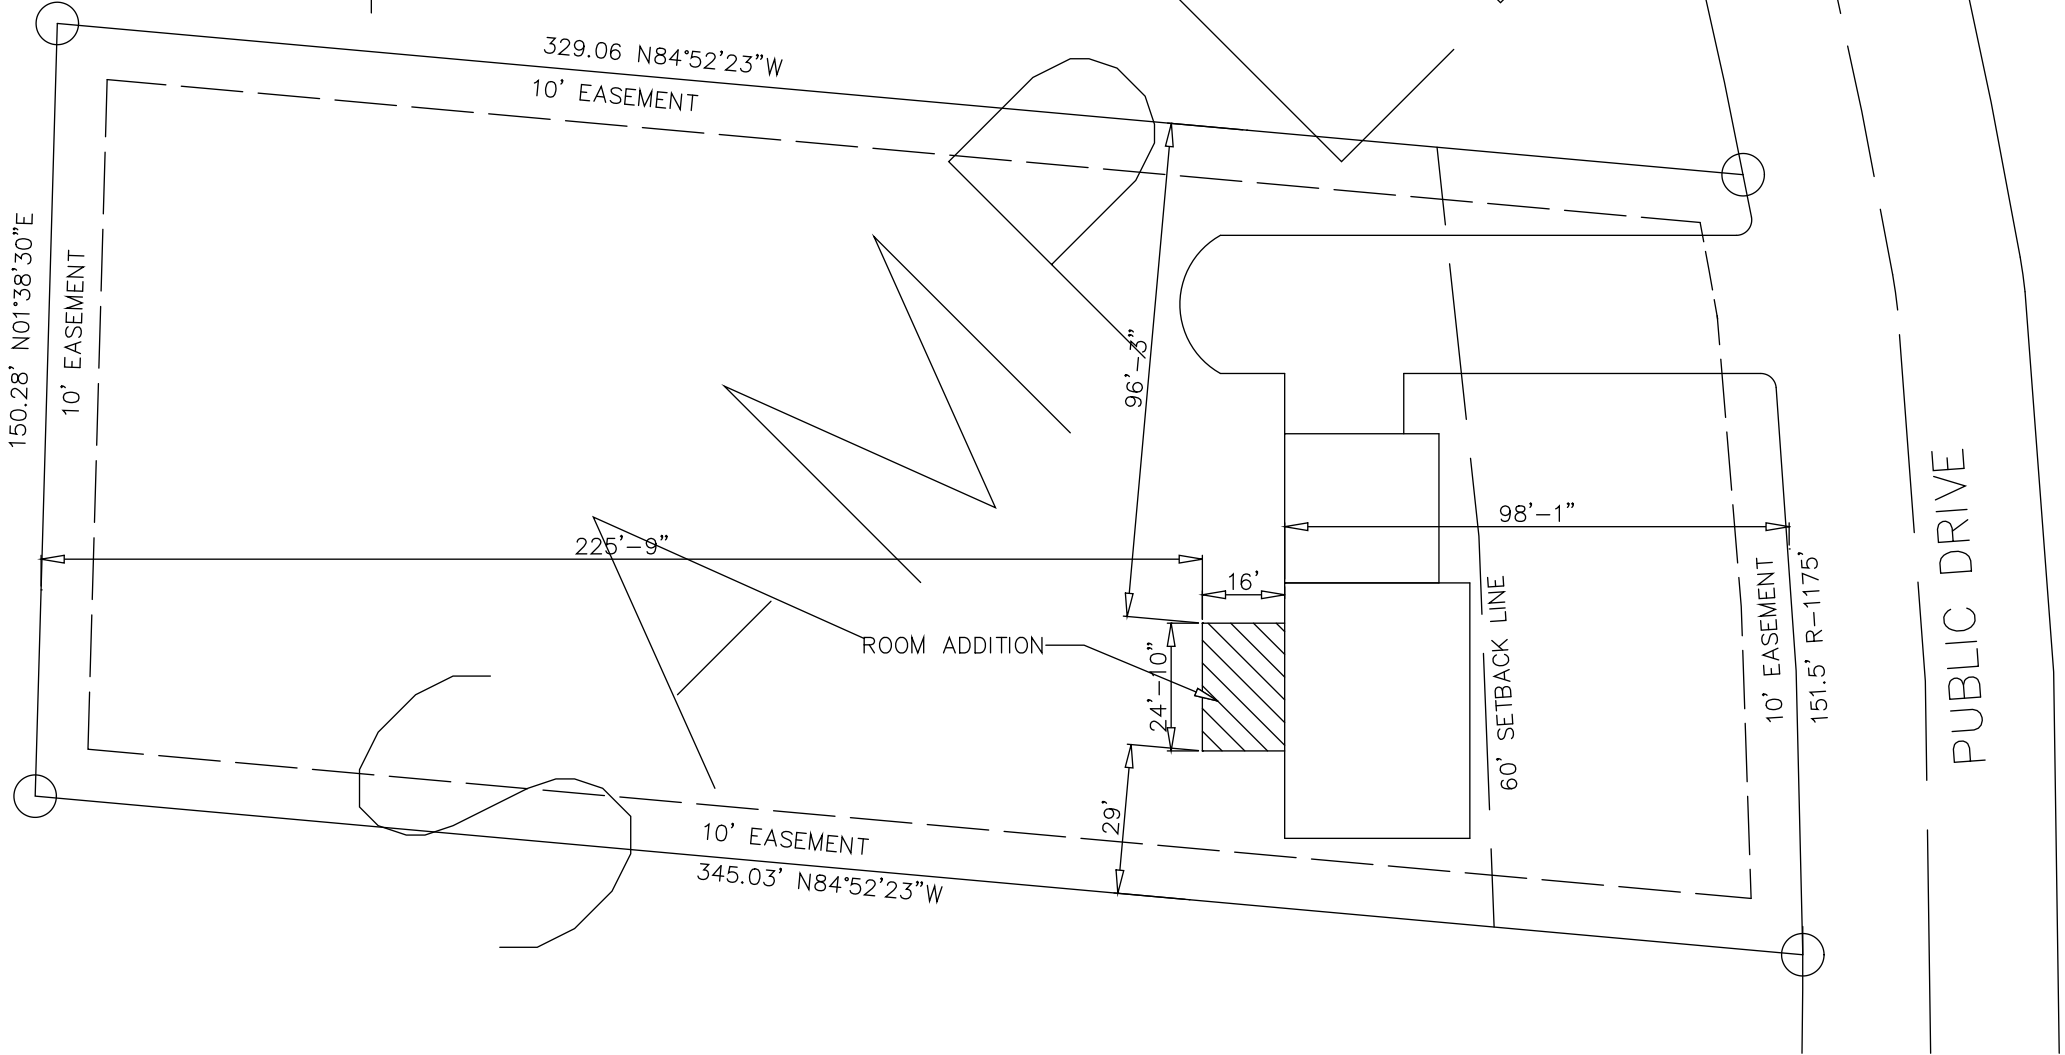 329.06 N84°52'23"W
10' EASEMENT
150.28' N01°38'30"E
10' EASEMENT
96'-3"
98'-1"
225'-9"
16'
ROOM ADDITION
24'-10"
60' SETBACK LINE
10' EASEMENT
151.5' R-1175'
PUBLIC DRIVE
29'
10' EASEMENT
345.03' N84°52'23"W